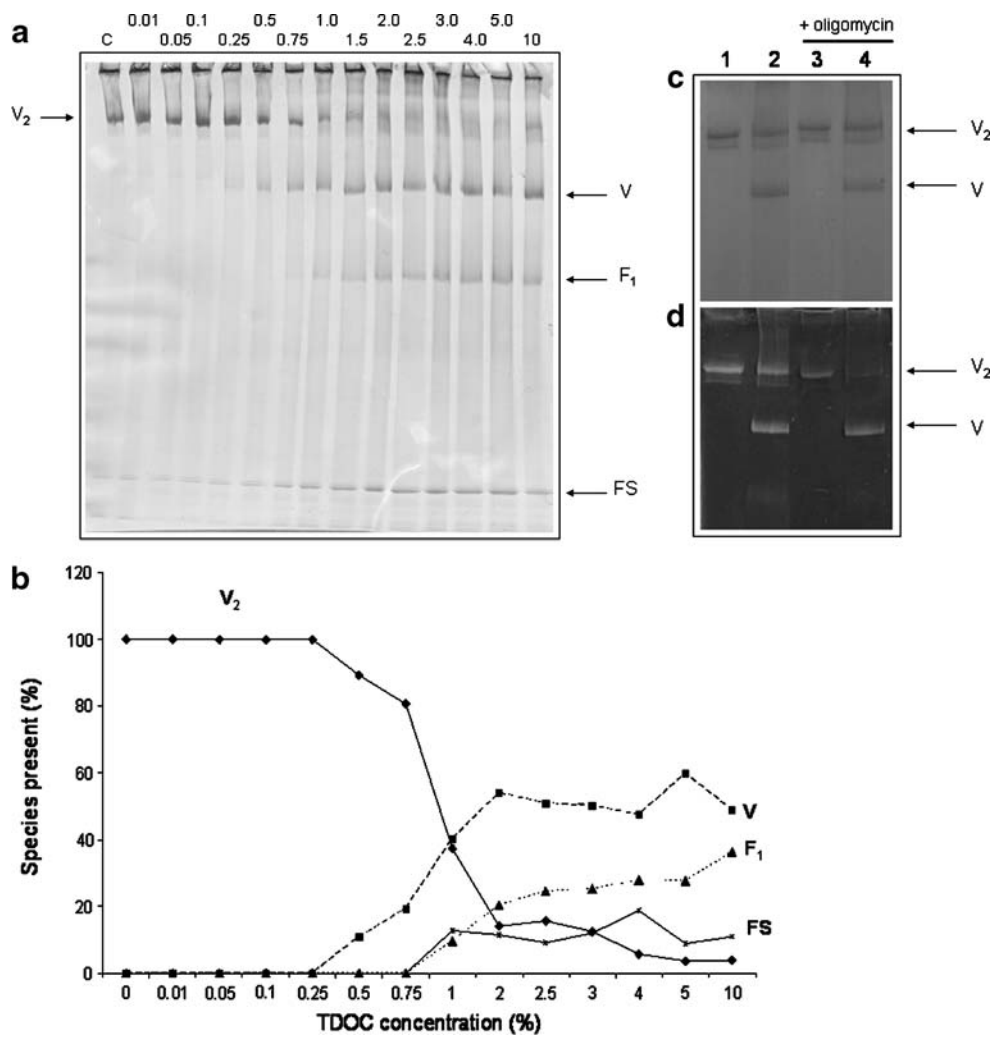 a
0.01 0.1 0.5 1.0 2.0 3.0 5.0
C 0.05 0.25 0.75 1.5 2.5 4.0 10
V₂
V
F₁
FS
+ oligomycin
1 2 3 4
c
V₂
V
d
V₂
V
b
120
100
80
60
40
20
0
Species present (%)
V₂
V
F₁
FS
0 0.01 0.05 0.1 0.25 0.5 0.75 1 2 2.5 3 4 5 10
TDOC concentration (%)